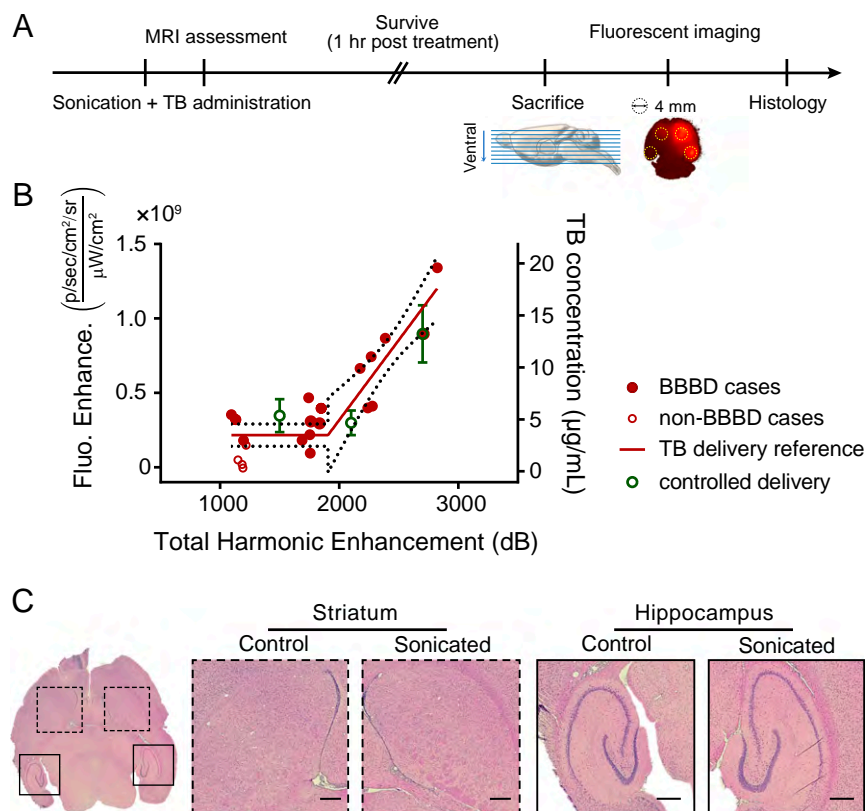 A
MRI assessment
Survive
(1 hr post treatment)
Fluorescent imaging
Sonication + TB administration
Sacrifice
4 mm
Histology
Ventral
B
×10⁹
Fluo. Enhance. (p/sec/cm²/sr / µW/cm²)
1.5
1.0
0.5
0
20
15
10
5
0
TB concentration (µg/mL)
1000 2000 3000
Total Harmonic Enhancement (dB)
BBBD cases
non-BBBD cases
TB delivery reference
controlled delivery
C
Striatum
Hippocampus
Control Sonicated Control Sonicated